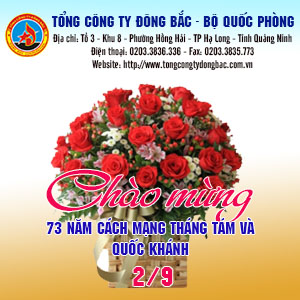 TỔNG CÔNG TY ĐÔNG BẮC - BỘ QUỐC PHÒNG
Địa chỉ: Tổ 3 - Khu 8 - Phường Hồng Hải - TP Hạ Long - Tỉnh Quảng Ninh
Điện thoại: 0203.3836.336 - Fax: 0203.3835.773
Website: http://www.tongcongtydongbac.com.vn
Chào mừng
73 NĂM CÁCH MẠNG THÁNG TÁM VÀ
QUỐC KHÁNH
2/9